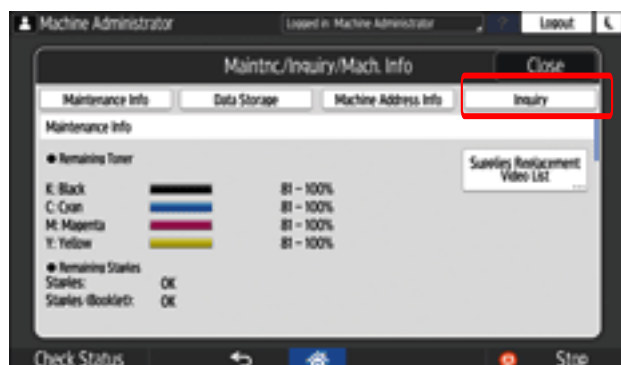 Machine Administrator Logged in: Machine Administrator ? Logout
Maintnc./Inquiry/Mach. Info Close
Maintenance Info Data Storage Machine Address Info Inquiry
Maintenance Info
● Remaining Toner
Supplies Replacement
Video List
K: Black 81 – 100%
C: Cyan 81 – 100%
M: Magenta 81 – 100%
Y: Yellow 81 – 100%
● Remaining Staples
Staples: OK
Staples (Booklet): OK
Check Status Stop